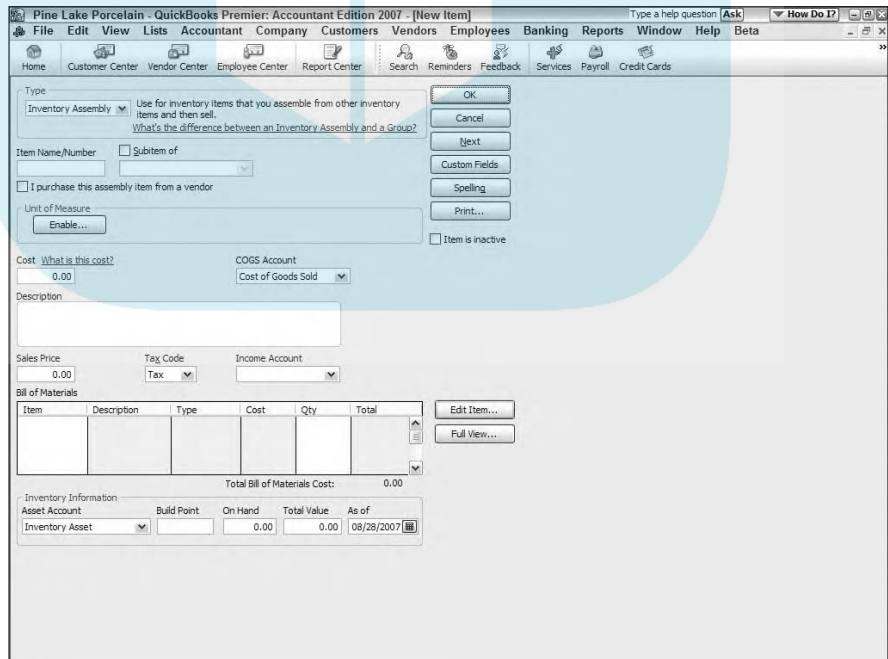 Pine Lake Porcelain - QuickBooks Premier: Accountant Edition 2007 - [New Item] Type a help question Ask How Do I?
File Edit View Lists Accountant Company Customers Vendors Employees Banking Reports Window Help Beta
Home Customer Center Vendor Center Employee Center Report Center Search Reminders Feedback Services Payroll Credit Cards »
Type
Inventory Assembly
Use for inventory items that you assemble from other inventory
items and then sell.
What's the difference between an Inventory Assembly and a Group?
OK
Cancel
Next
Custom Fields
Spelling
Print...
Item is inactive
Item Name/Number Subitem of
I purchase this assembly item from a vendor
Unit of Measure
Enable...
Cost What is this cost? COGS Account
0.00 Cost of Goods Sold
Description
Sales Price Tax Code Income Account
0.00 Tax
Bill of Materials
Item Description Type Cost Qty Total
Edit Item...
Full View...
Total Bill of Materials Cost: 0.00
Inventory Information
Asset Account Build Point On Hand Total Value As of
Inventory Asset 0.00 0.00 08/28/2007